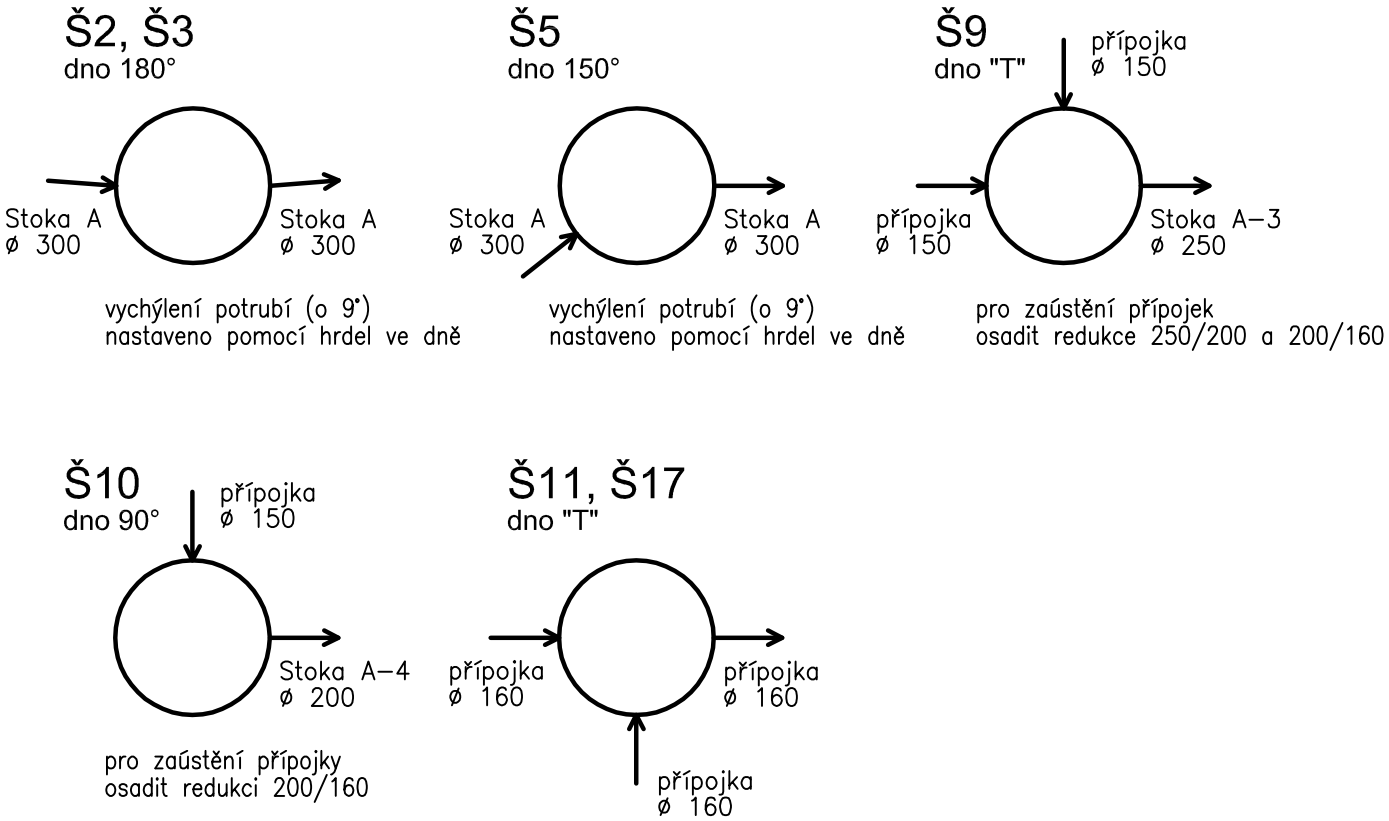 Š2, Š3
dno 180°
Stoka A
ø 300
Stoka A
ø 300
vychýlení potrubí (o 9°)
nastaveno pomocí hrdel ve dně
Š5
dno 150°
Stoka A
ø 300
Stoka A
ø 300
vychýlení potrubí (o 9°)
nastaveno pomocí hrdel ve dně
Š9
dno "T"
přípojka
ø 150
přípojka
ø 150
Stoka A-3
ø 250
pro zaústění přípojek
osadit redukce 250/200 a 200/160
Š10
dno 90°
přípojka
ø 150
Stoka A-4
ø 200
pro zaústění přípojky
osadit redukci 200/160
Š11, Š17
dno "T"
přípojka
ø 160
přípojka
ø 160
přípojka
ø 160